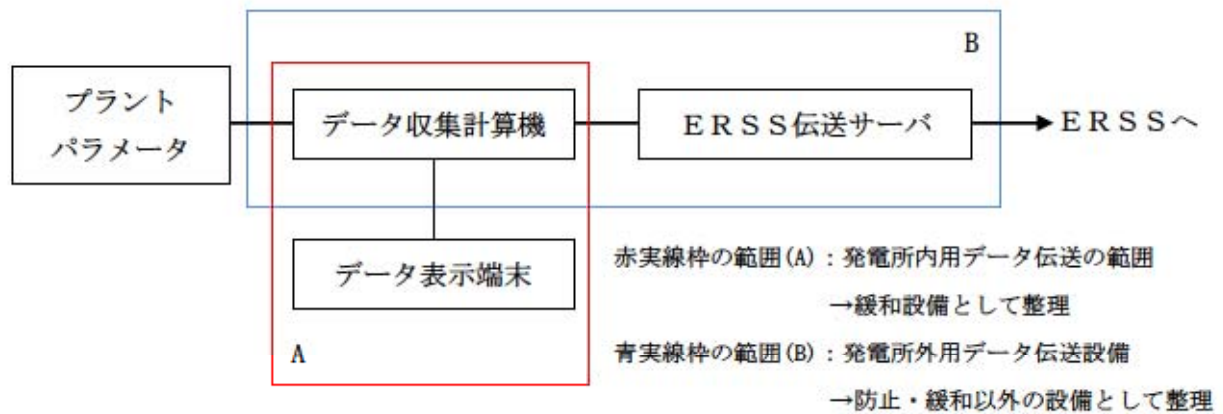 B
プラント
パラメータ
データ収集計算機
ERSS伝送サーバ
ERSSへ
データ表示端末
A
赤実線枠の範囲(A)：発電所内用データ伝送の範囲
→緩和設備として整理
青実線枠の範囲(B)：発電所外用データ伝送設備
→防止・緩和以外の設備として整理